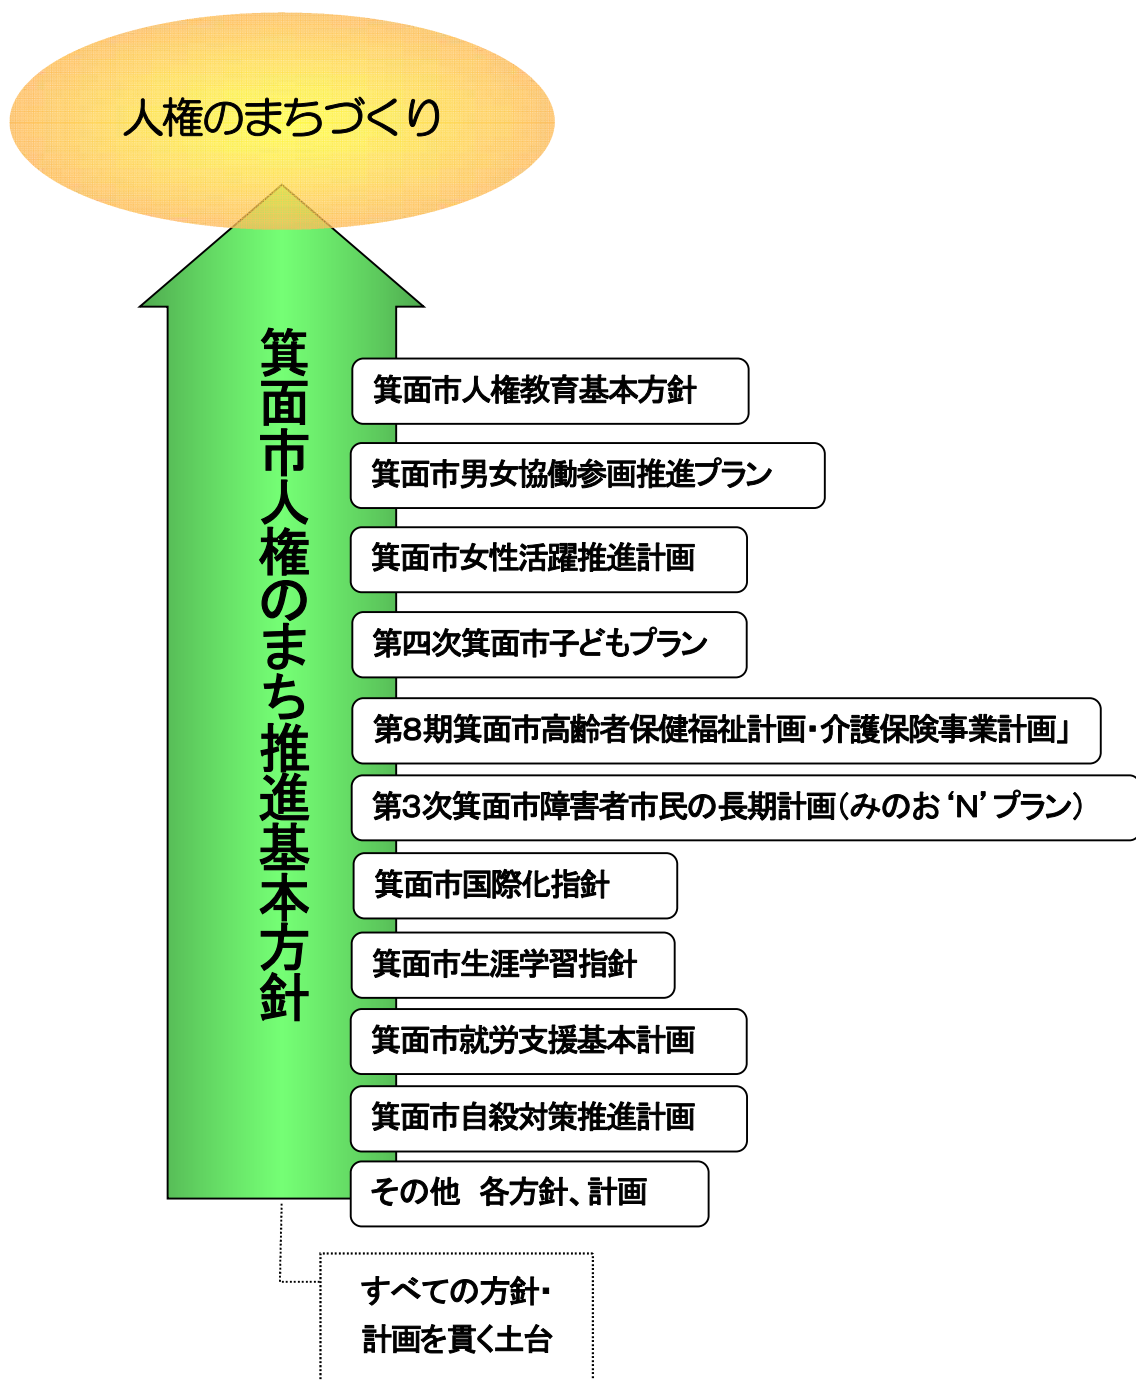 人権のまちづくり
箕面市人権のまち推進基本方針
箕面市人権教育基本方針
箕面市男女協働参画推進プラン
箕面市女性活躍推進計画
第四次箕面市子どもプラン
第8期箕面市高齢者保健福祉計画・介護保険事業計画」
第3次箕面市障害者市民の長期計画（みのお‘N’プラン）
箕面市国際化指針
箕面市生涯学習指針
箕面市就労支援基本計画
箕面市自殺対策推進計画
その他　各方針、計画
すべての方針・
計画を貫く土台